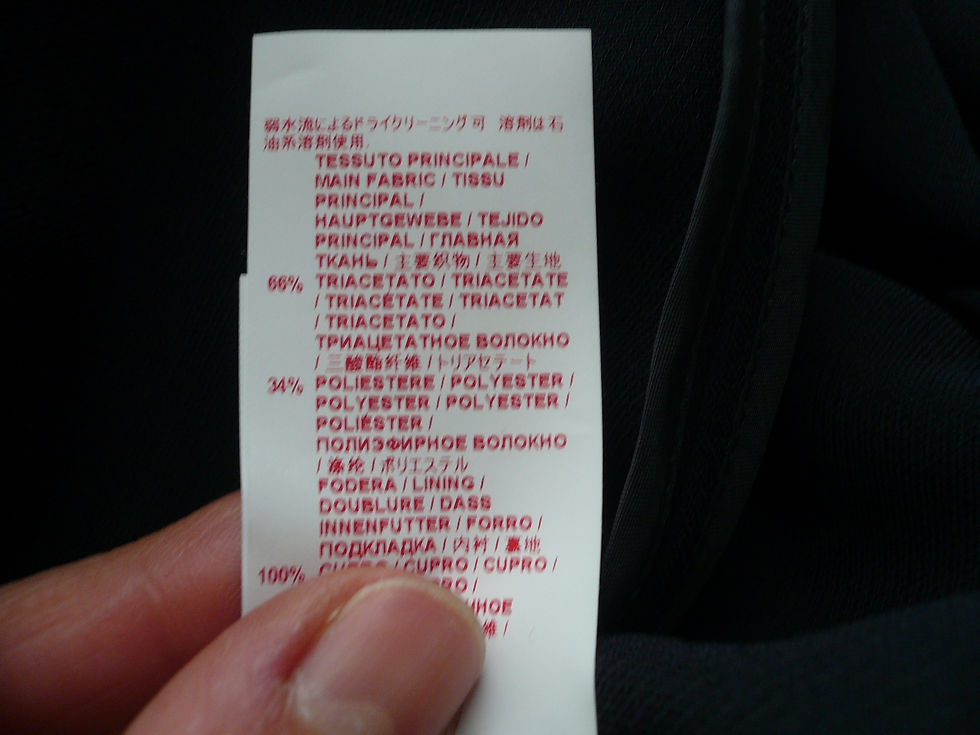 弱水流によるドライクリーニング可 溶剤は石
油系溶剤使用.
TESSUTO PRINCIPALE /
MAIN FABRIC / TISSU
PRINCIPAL /
HAUPTGEWEBE / TEJIDO
PRINCIPAL / ГЛАВНАЯ
ТКАНЬ / 主要织物 / 主要生地
66% TRIACETATO / TRIACETATE
/ TRIACÉTATE / TRIACETAT
/ TRIACETATO /
ТРИАЦЕТАТНОЕ ВОЛОКНО
/ 三酸酯纤维 / トリアセテート
34% POLIESTERE / POLYESTER /
POLYESTER / POLYESTER /
POLIÉSTER /
ПОЛИЭФИРНОЕ ВОЛОКНО
/ 涤纶 / ポリエステル
FODERA / LINING /
DOUBLURE / DASS
INNENFUTTER / FORRO /
ПОДКЛАДКА / 内衬 / 裏地
100% CUPRO / CUPRO / CUPRO /
/
维 /